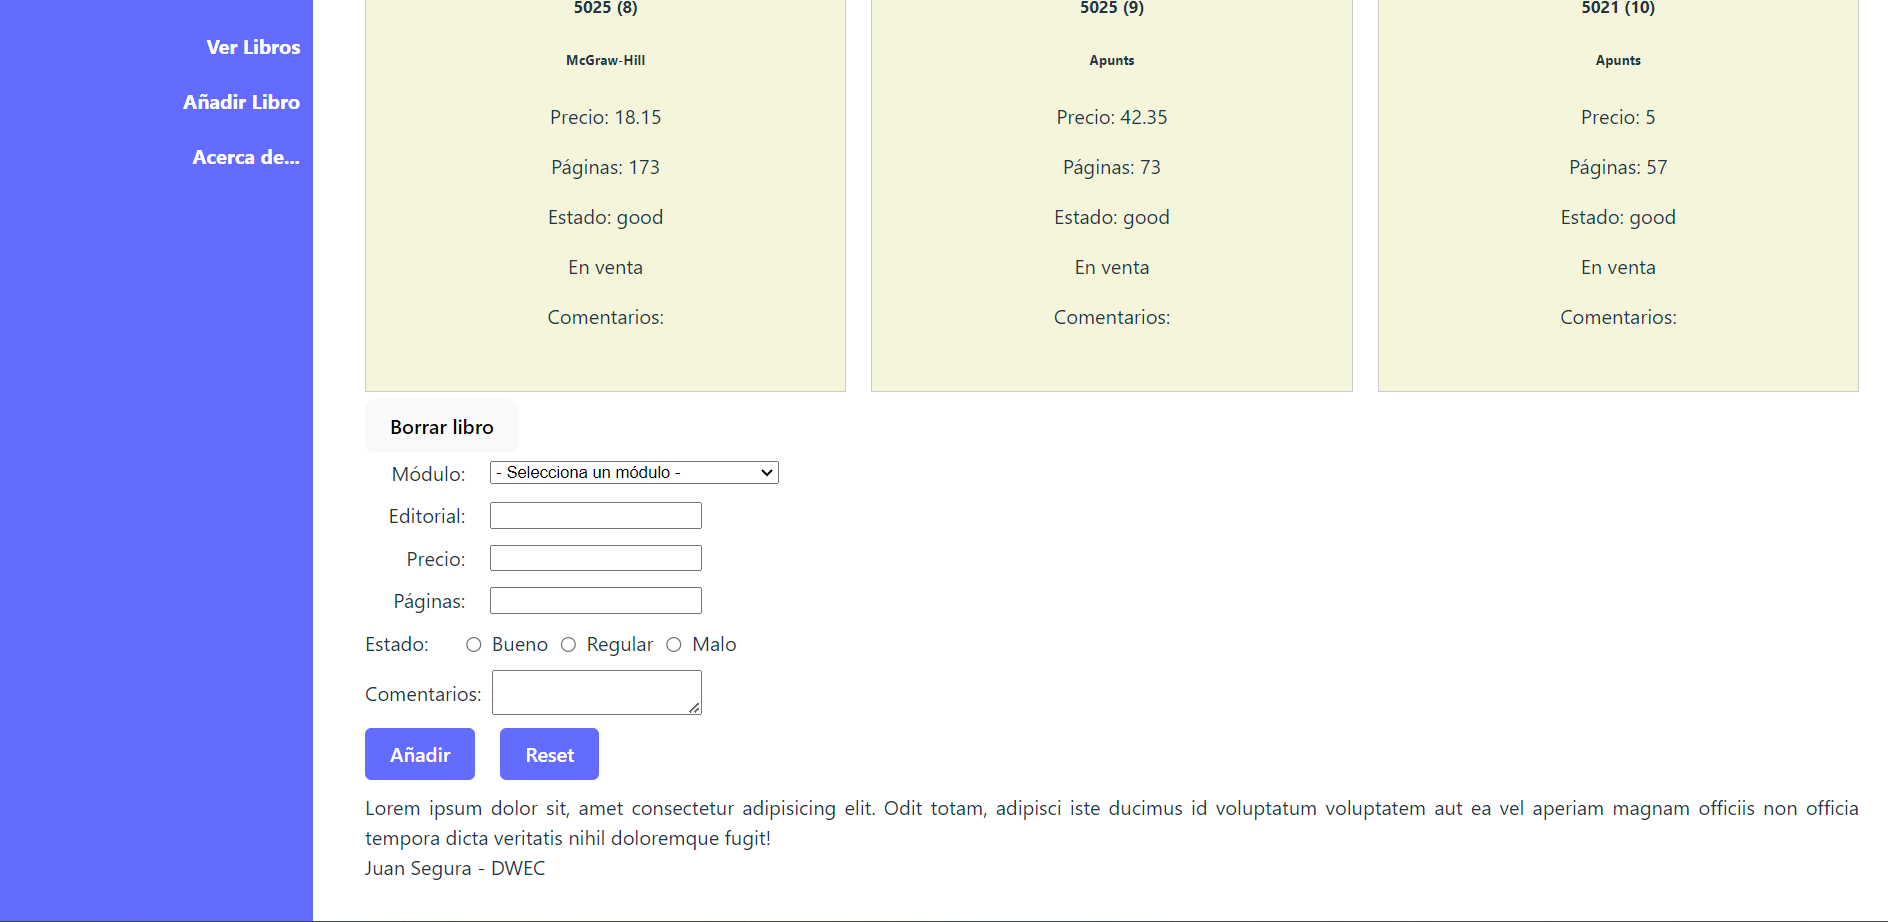 Ver Libros
Añadir Libro
Acerca de...
5025 (8)
McGraw-Hill
Precio: 18.15
Páginas: 173
Estado: good
En venta
Comentarios:
5025 (9)
Apunts
Precio: 42.35
Páginas: 73
Estado: good
En venta
Comentarios:
5021 (10)
Apunts
Precio: 5
Páginas: 57
Estado: good
En venta
Comentarios:
Borrar libro
Módulo: - Selecciona un módulo -
Editorial:
Precio:
Páginas:
Estado: Bueno Regular Malo
Comentarios:
Añadir Reset
Lorem ipsum dolor sit, amet consectetur adipisicing elit. Odit totam, adipisci iste ducimus id voluptatum voluptatem aut ea vel aperiam magnam officiis non officia
tempora dicta veritatis nihil doloremque fugit!
Juan Segura - DWEC